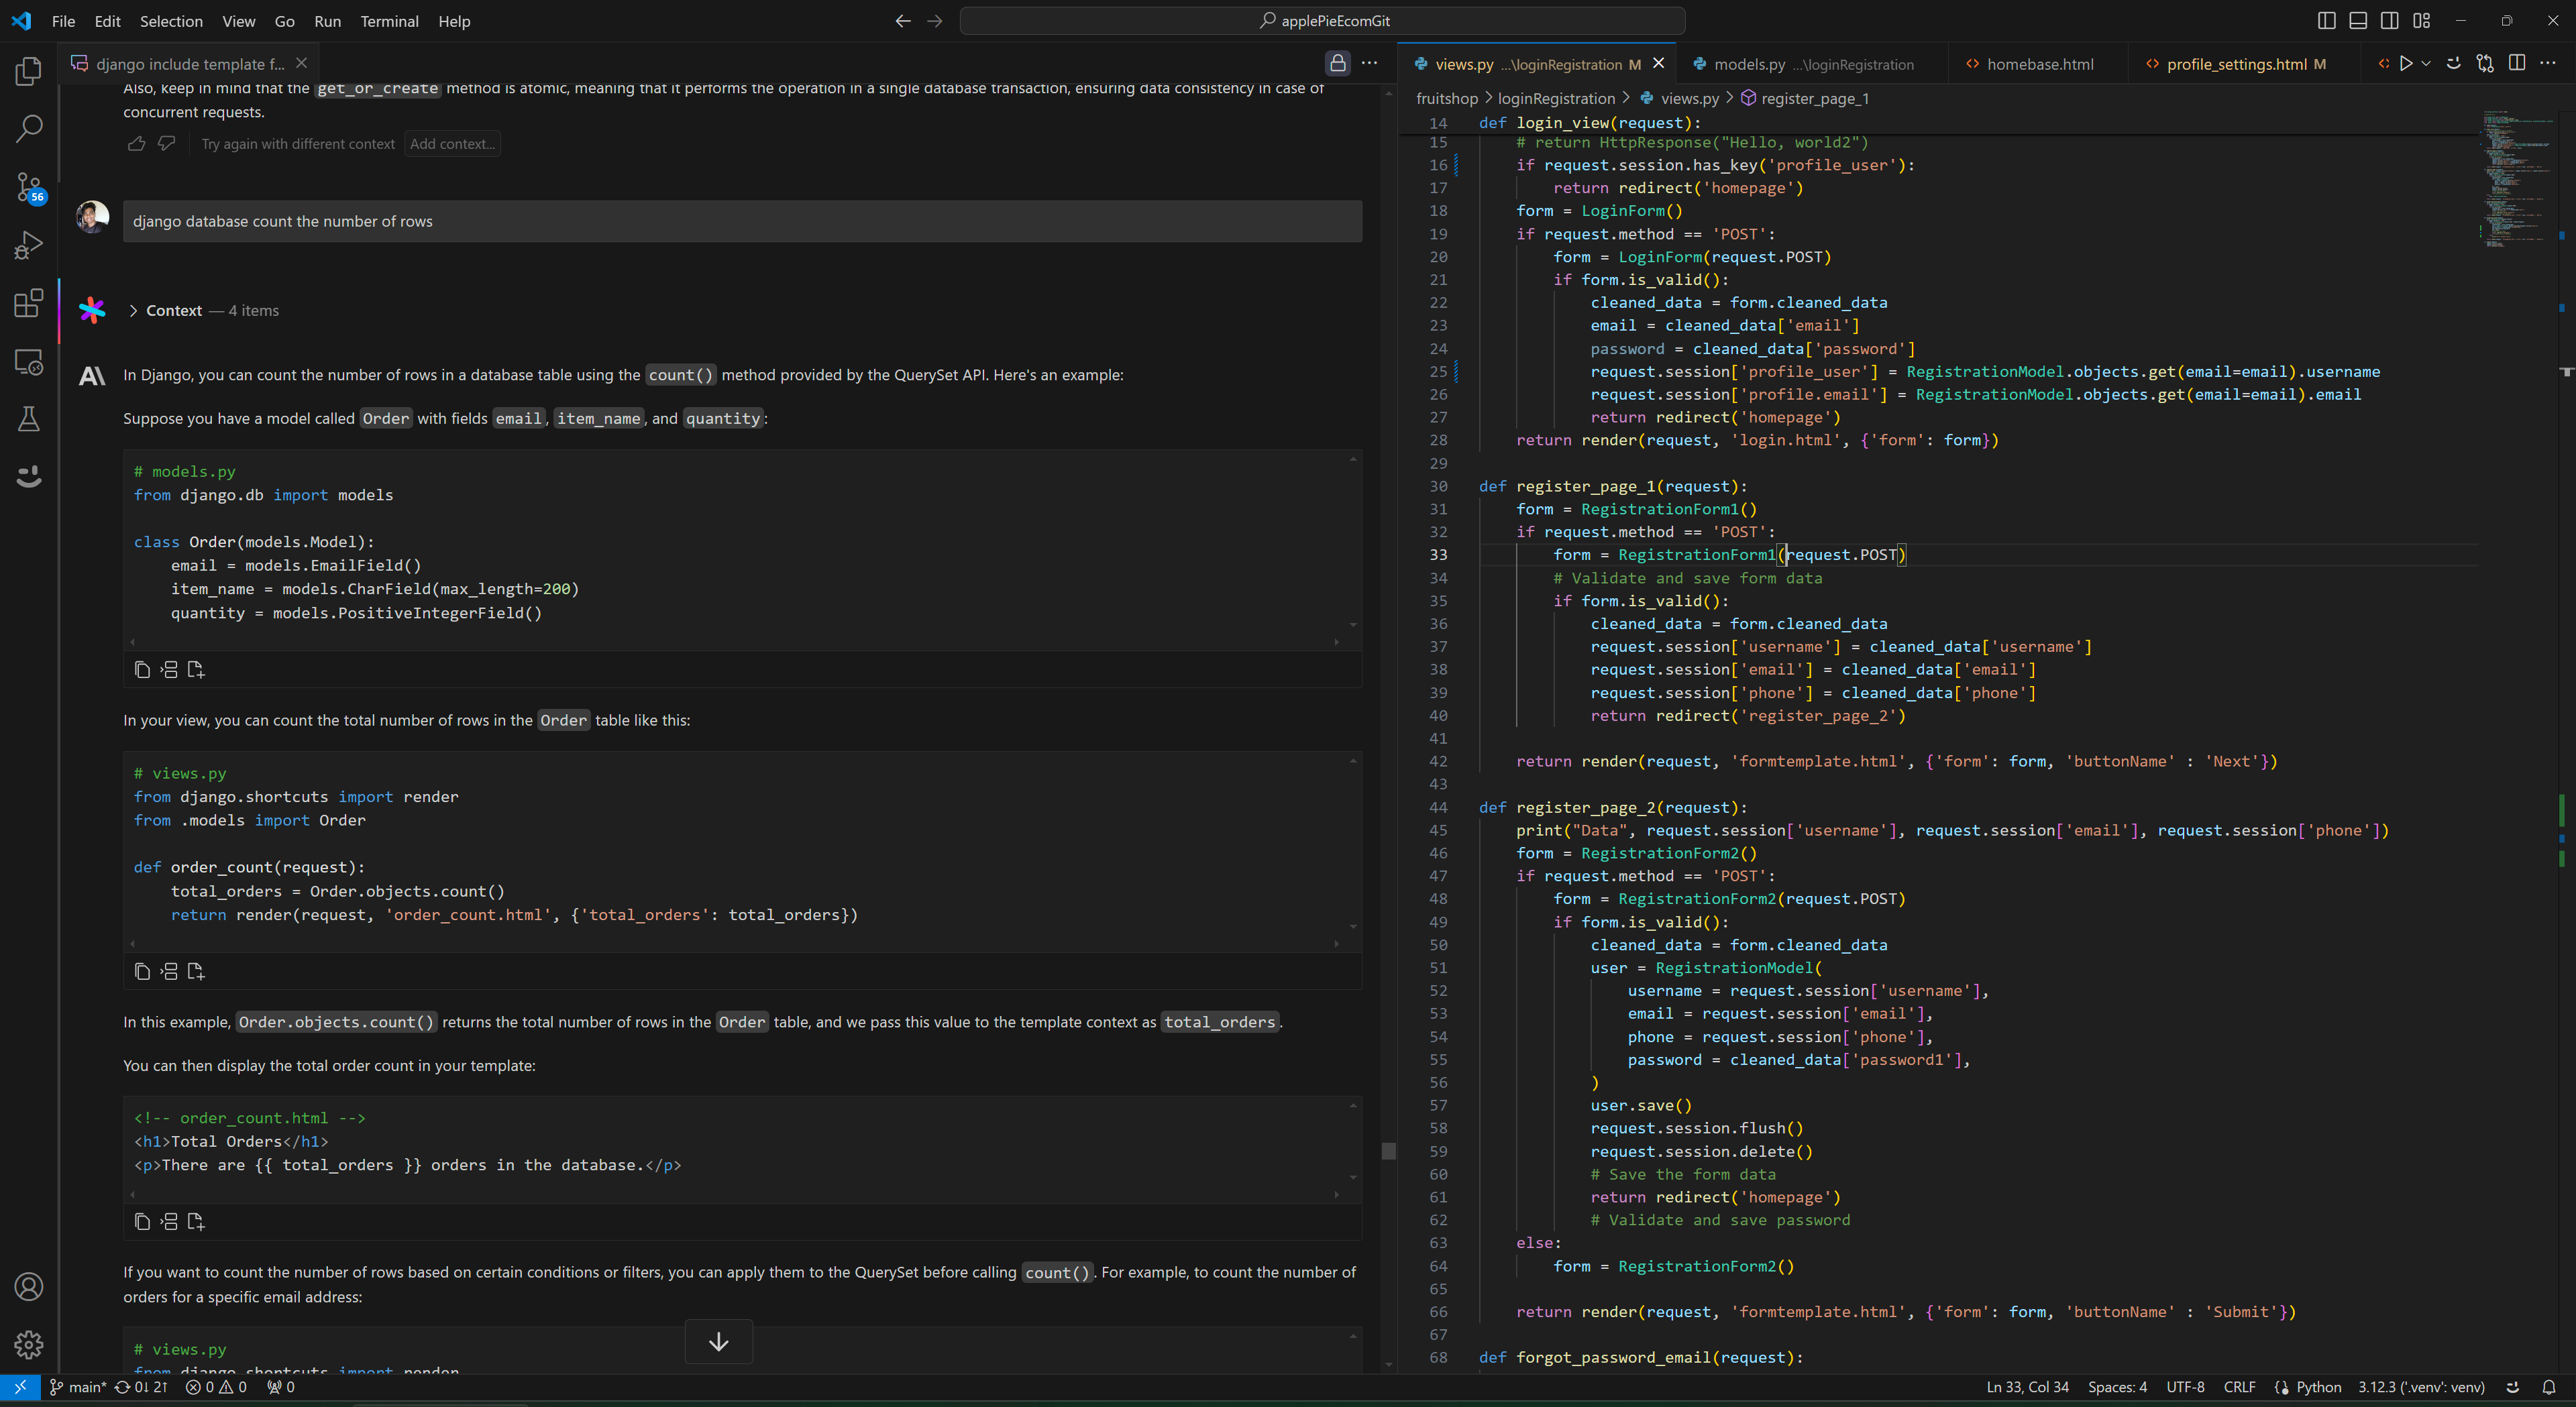 File Edit Selection View Go Run Terminal Help
applePieEcomGit
django include template f...
Also, keep in mind that the get_or_create method is atomic, meaning that it performs the operation in a single database transaction, ensuring data consistency in case of
concurrent requests.
Try again with different context Add context...
56
django database count the number of rows
Context — 4 items
In Django, you can count the number of rows in a database table using the count() method provided by the QuerySet API. Here's an example:
Suppose you have a model called Order with fields email, item_name, and quantity:
# models.py
from django.db import models
class Order(models.Model):
    email = models.EmailField()
    item_name = models.CharField(max_length=200)
    quantity = models.PositiveIntegerField()
In your view, you can count the total number of rows in the Order table like this:
# views.py
from django.shortcuts import render
from .models import Order
def order_count(request):
    total_orders = Order.objects.count()
    return render(request, 'order_count.html', {'total_orders': total_orders})
In this example, Order.objects.count() returns the total number of rows in the Order table, and we pass this value to the template context as total_orders.
You can then display the total order count in your template:
<!-- order_count.html -->
<h1>Total Orders</h1>
<p>There are {{ total_orders }} orders in the database.</p>
If you want to count the number of rows based on certain conditions or filters, you can apply them to the QuerySet before calling count(). For example, to count the number of
orders for a specific email address:
# views.py
from django.shortcuts import render
views.py ...\loginRegistration M
models.py ...\loginRegistration
homebase.html
profile_settings.html M
fruitshop > loginRegistration > views.py > register_page_1
14 def login_view(request):
15     # return HttpResponse("Hello, world2")
16     if request.session.has_key('profile_user'):
17         return redirect('homepage')
18     form = LoginForm()
19     if request.method == 'POST':
20         form = LoginForm(request.POST)
21         if form.is_valid():
22             cleaned_data = form.cleaned_data
23             email = cleaned_data['email']
24             password = cleaned_data['password']
25             request.session['profile_user'] = RegistrationModel.objects.get(email=email).username
26             request.session['profile.email'] = RegistrationModel.objects.get(email=email).email
27             return redirect('homepage')
28     return render(request, 'login.html', {'form': form})
29
30 def register_page_1(request):
31     form = RegistrationForm1()
32     if request.method == 'POST':
33         form = RegistrationForm1(request.POST)
34         # Validate and save form data
35         if form.is_valid():
36             cleaned_data = form.cleaned_data
37             request.session['username'] = cleaned_data['username']
38             request.session['email'] = cleaned_data['email']
39             request.session['phone'] = cleaned_data['phone']
40             return redirect('register_page_2')
41
42     return render(request, 'formtemplate.html', {'form': form, 'buttonName' : 'Next'})
43
44 def register_page_2(request):
45     print("Data", request.session['username'], request.session['email'], request.session['phone'])
46     form = RegistrationForm2()
47     if request.method == 'POST':
48         form = RegistrationForm2(request.POST)
49         if form.is_valid():
50             cleaned_data = form.cleaned_data
51             user = RegistrationModel(
52                 username = request.session['username'],
53                 email = request.session['email'],
54                 phone = request.session['phone'],
55                 password = cleaned_data['password1'],
56             )
57             user.save()
58             request.session.flush()
59             request.session.delete()
60             # Save the form data
61             return redirect('homepage')
62             # Validate and save password
63     else:
64         form = RegistrationForm2()
65
66     return render(request, 'formtemplate.html', {'form': form, 'buttonName' : 'Submit'})
67
68 def forgot_password_email(request):
main* 0↓ 2↑ 0 0 0
Ln 33, Col 34 Spaces: 4 UTF-8 CRLF Python 3.12.3 ('.venv': venv)